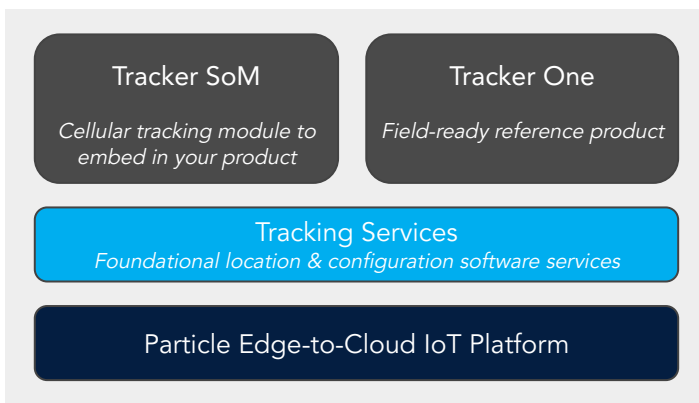 Tracker SoM
Cellular tracking module to
embed in your product
Tracker One
Field-ready reference product
Tracking Services
Foundational location & configuration software services
Particle Edge-to-Cloud IoT Platform